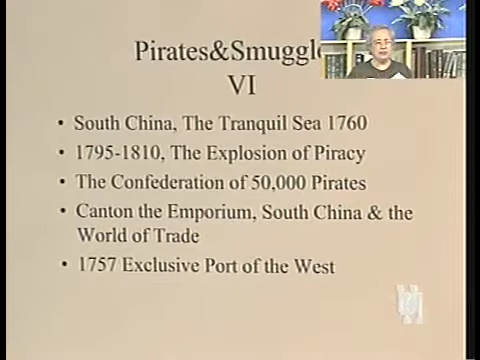 Pirates&Smuggl
VI
• South China, The Tranquil Sea 1760
• 1795-1810, The Explosion of Piracy
• The Confederation of 50,000 Pirates
• Canton the Emporium, South China & the
World of Trade
• 1757 Exclusive Port of the West